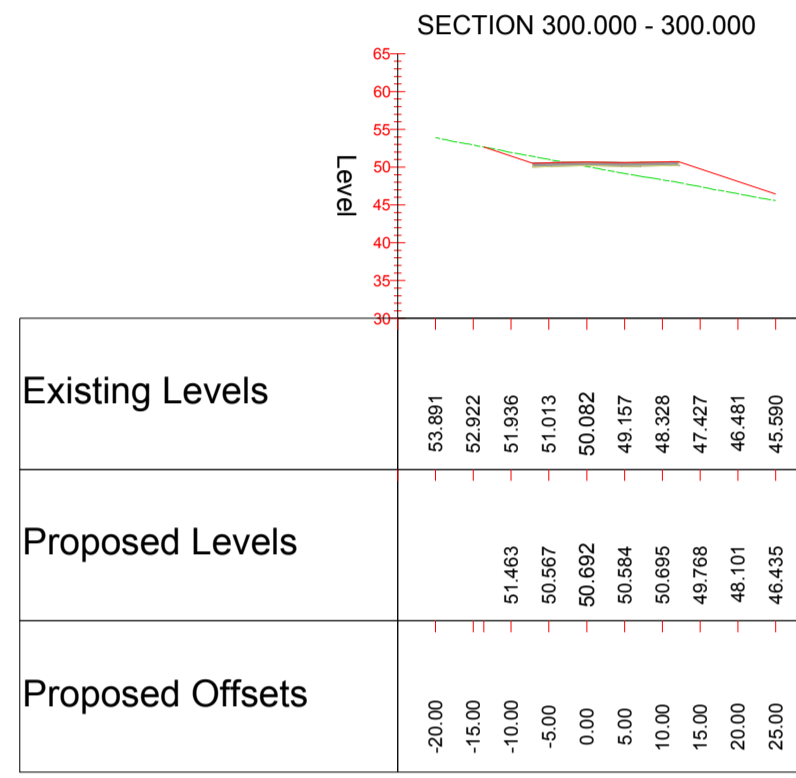 SECTION 300.000 - 300.000
65
60
55
50
45
40
35
30
Level
Existing Levels
53.891 52.922 51.936 51.013 50.082 49.157 48.328 47.427 46.481 45.590
Proposed Levels
51.463 50.567 50.692 50.584 50.695 49.768 48.101 46.435
Proposed Offsets
-20.00 -15.00 -10.00 -5.00 0.00 5.00 10.00 15.00 20.00 25.00